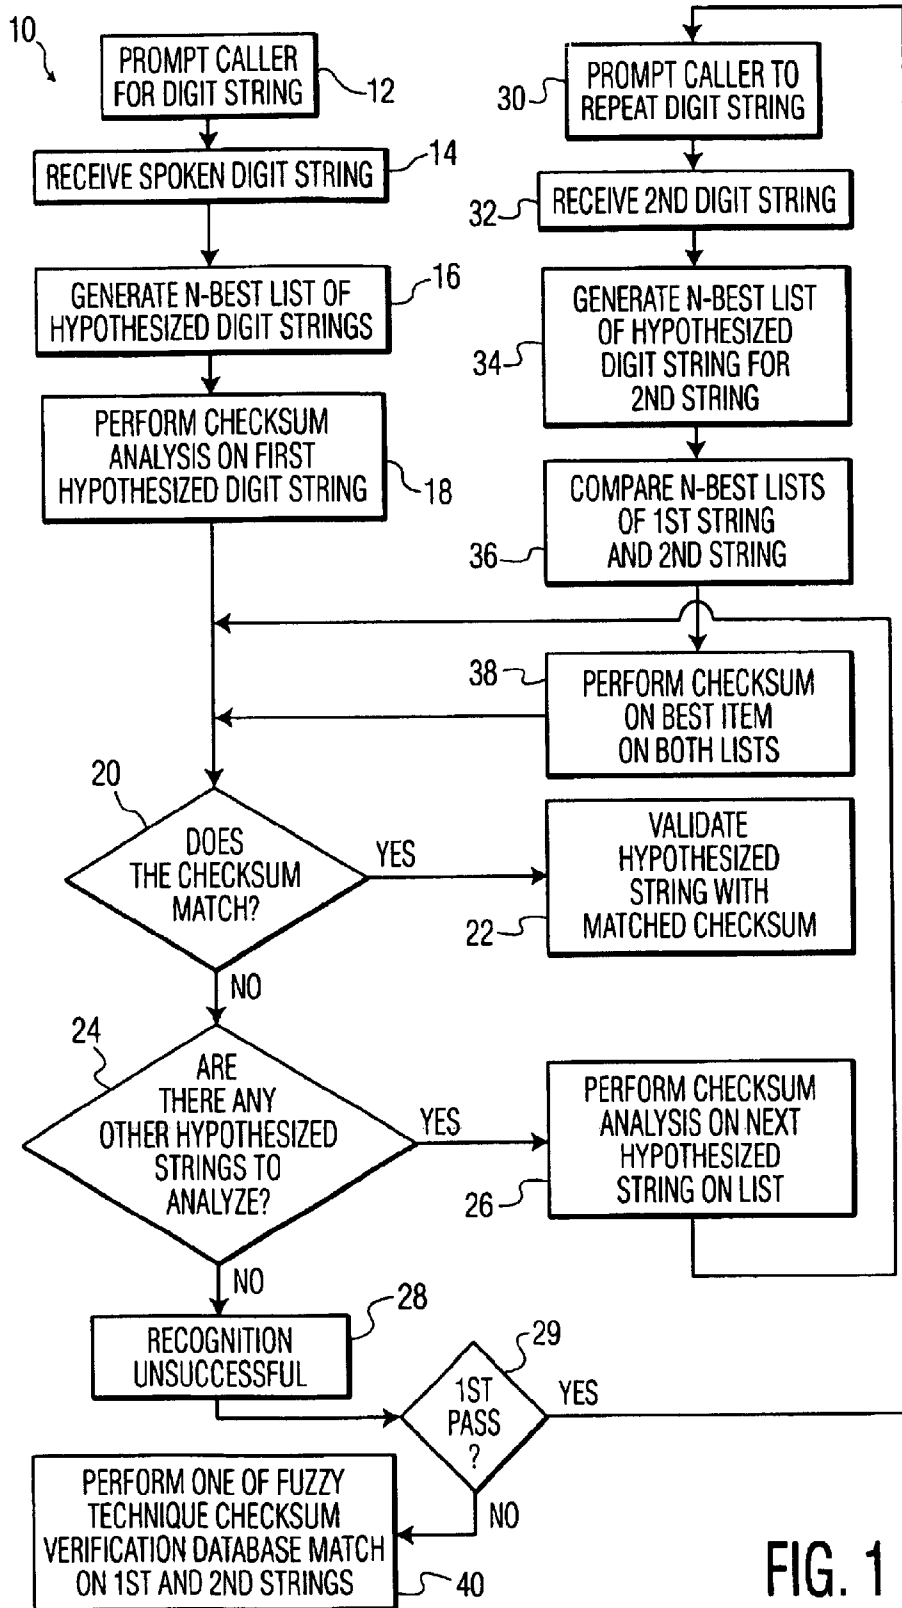 10
PROMPT CALLER
FOR DIGIT STRING
12
RECEIVE SPOKEN DIGIT STRING
14
GENERATE N-BEST LIST OF
HYPOTHESIZED DIGIT STRINGS
16
PERFORM CHECKSUM
ANALYSIS ON FIRST
HYPOTHESIZED DIGIT STRING
18
30
PROMPT CALLER TO
REPEAT DIGIT STRING
32
RECEIVE 2ND DIGIT STRING
34
GENERATE N-BEST LIST
OF HYPOTHESIZED
DIGIT STRING FOR
2ND STRING
36
COMPARE N-BEST LISTS
OF 1ST STRING
AND 2ND STRING
38
PERFORM CHECKSUM
ON BEST ITEM
ON BOTH LISTS
20
DOES
THE CHECKSUM
MATCH?
YES
VALIDATE
HYPOTHESIZED
STRING WITH
MATCHED CHECKSUM
22
NO
24
ARE
THERE ANY
OTHER HYPOTHESIZED
STRINGS TO
ANALYZE?
YES
PERFORM CHECKSUM
ANALYSIS ON NEXT
HYPOTHESIZED
STRING ON LIST
26
NO
28
RECOGNITION
UNSUCCESSFUL
29
1ST
PASS
?
YES
NO
PERFORM ONE OF FUZZY
TECHNIQUE CHECKSUM
VERIFICATION DATABASE MATCH
ON 1ST AND 2ND STRINGS
40
FIG. 1